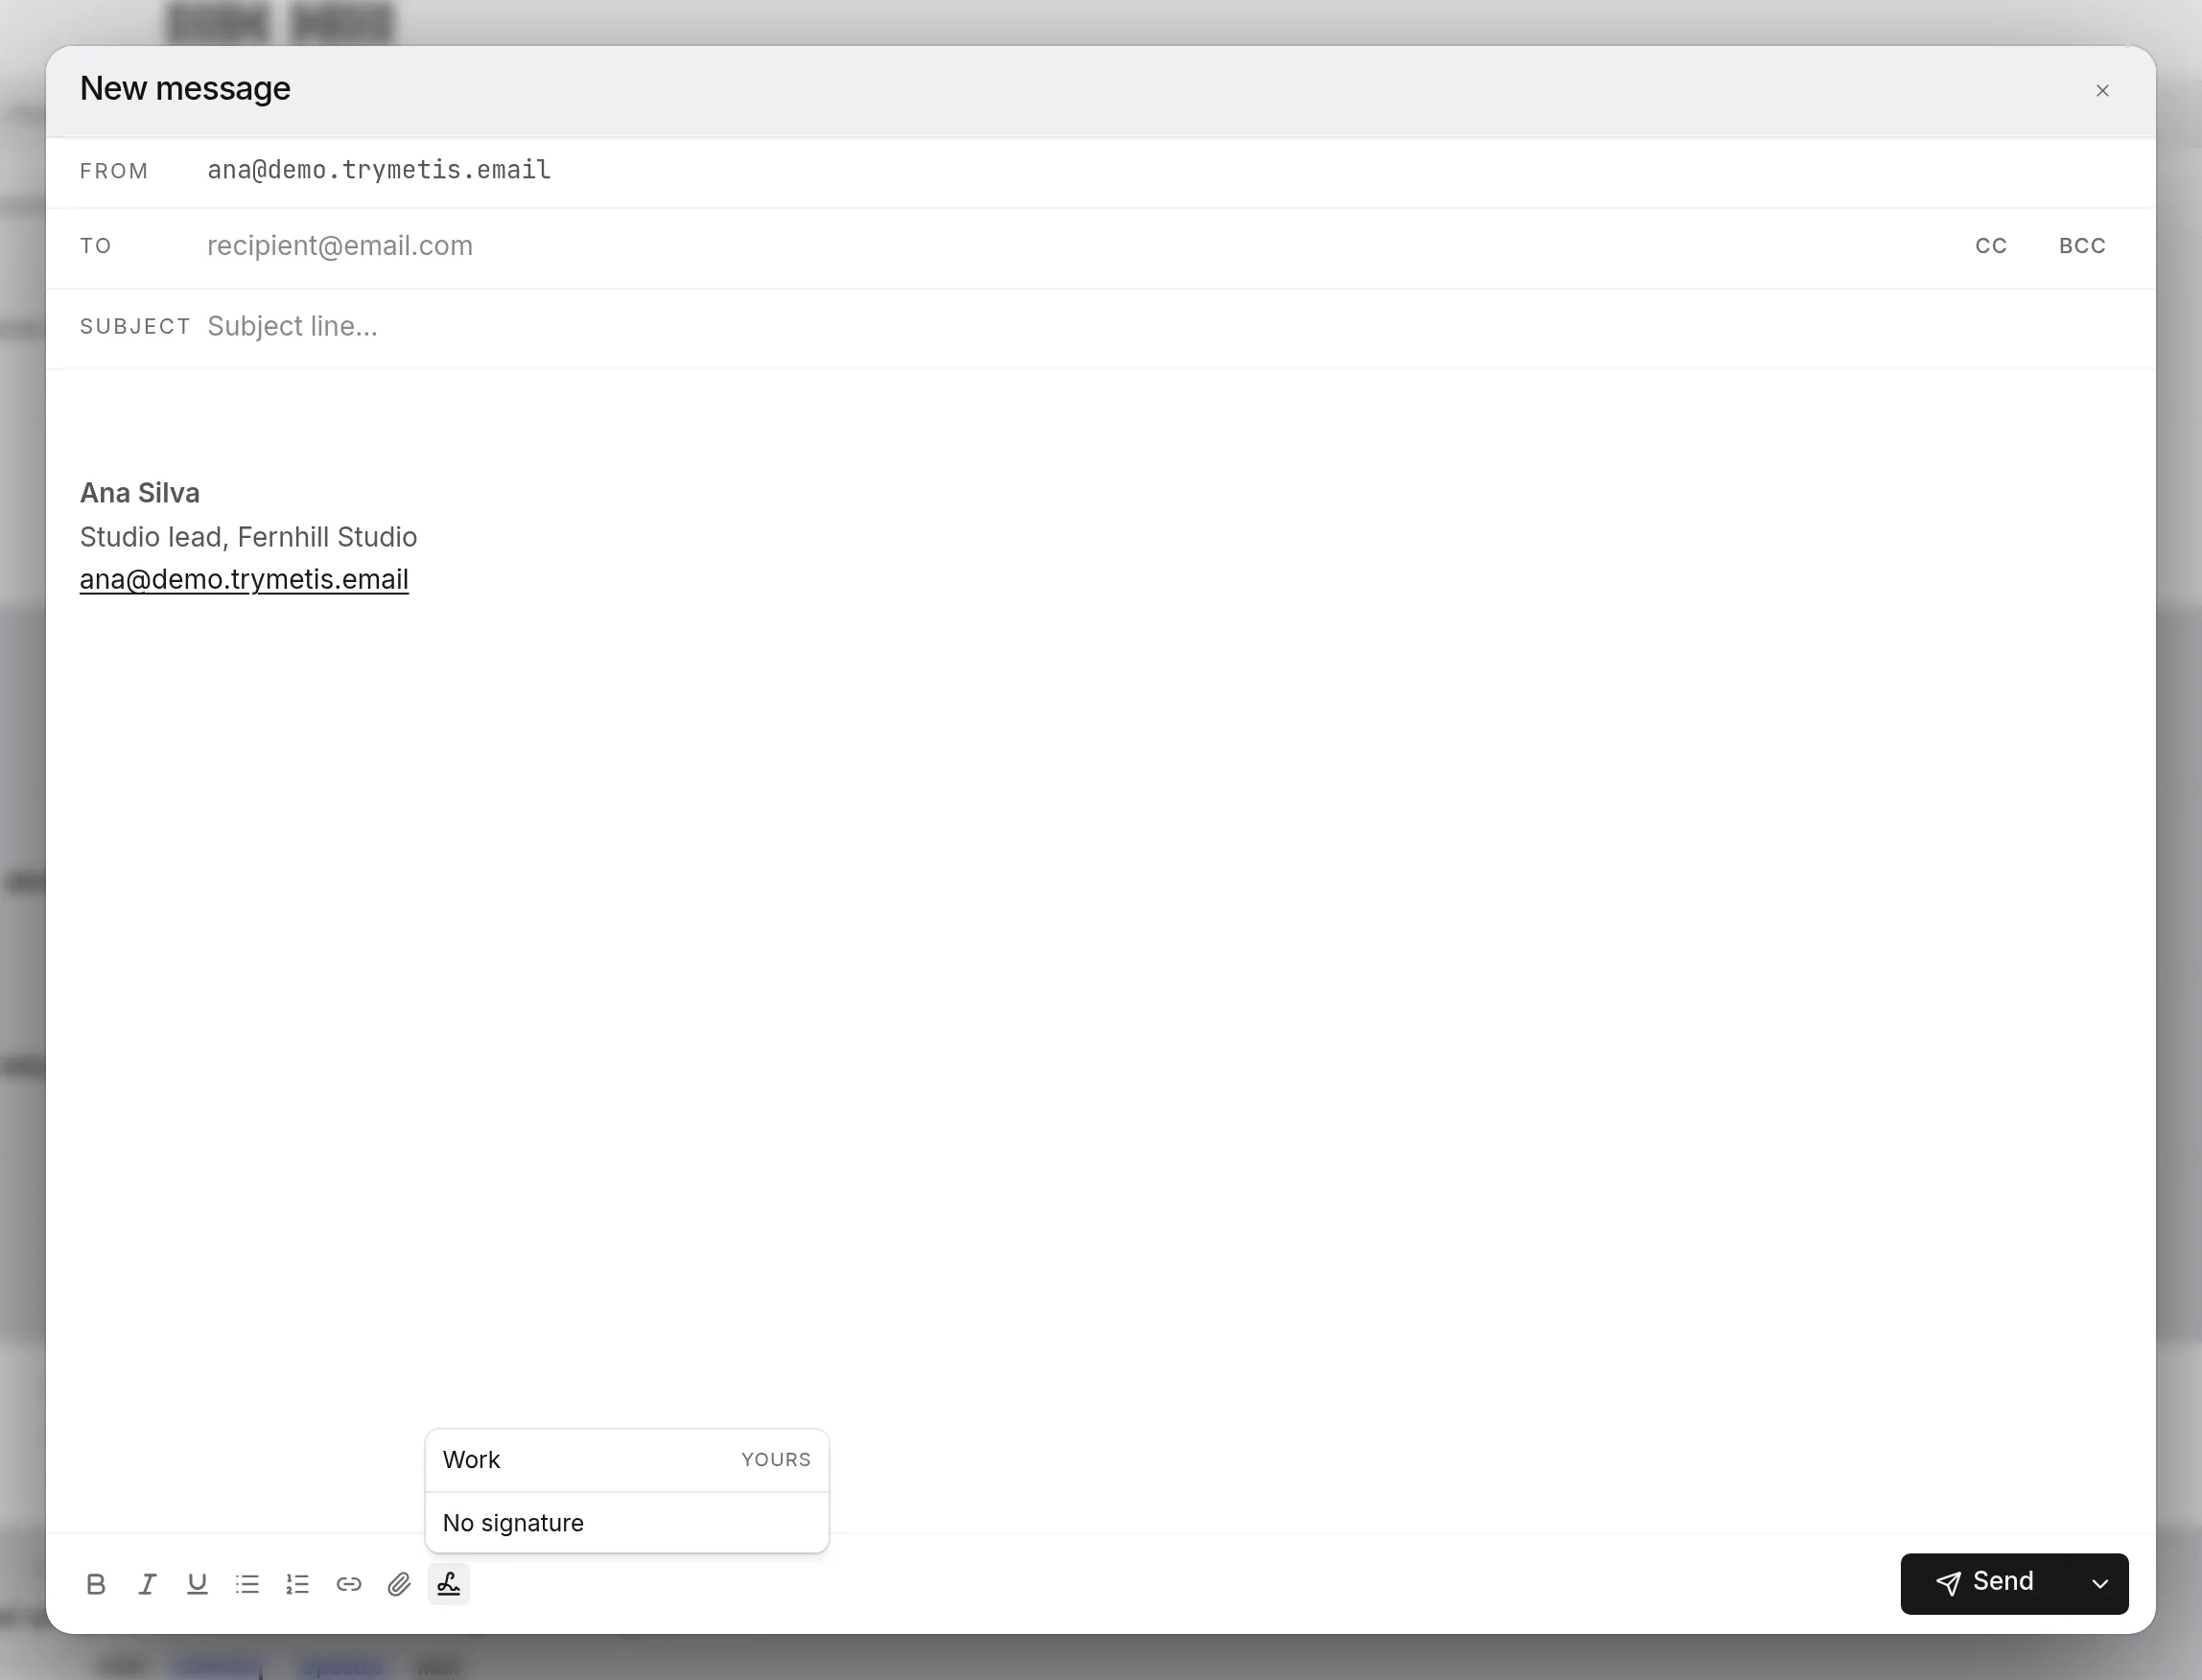 New message
FROM ana@demo.trymetis.email
TO recipient@email.com CC BCC
SUBJECT Subject line...
Ana Silva
Studio lead, Fernhill Studio
ana@demo.trymetis.email
Work YOURS
No signature
Send